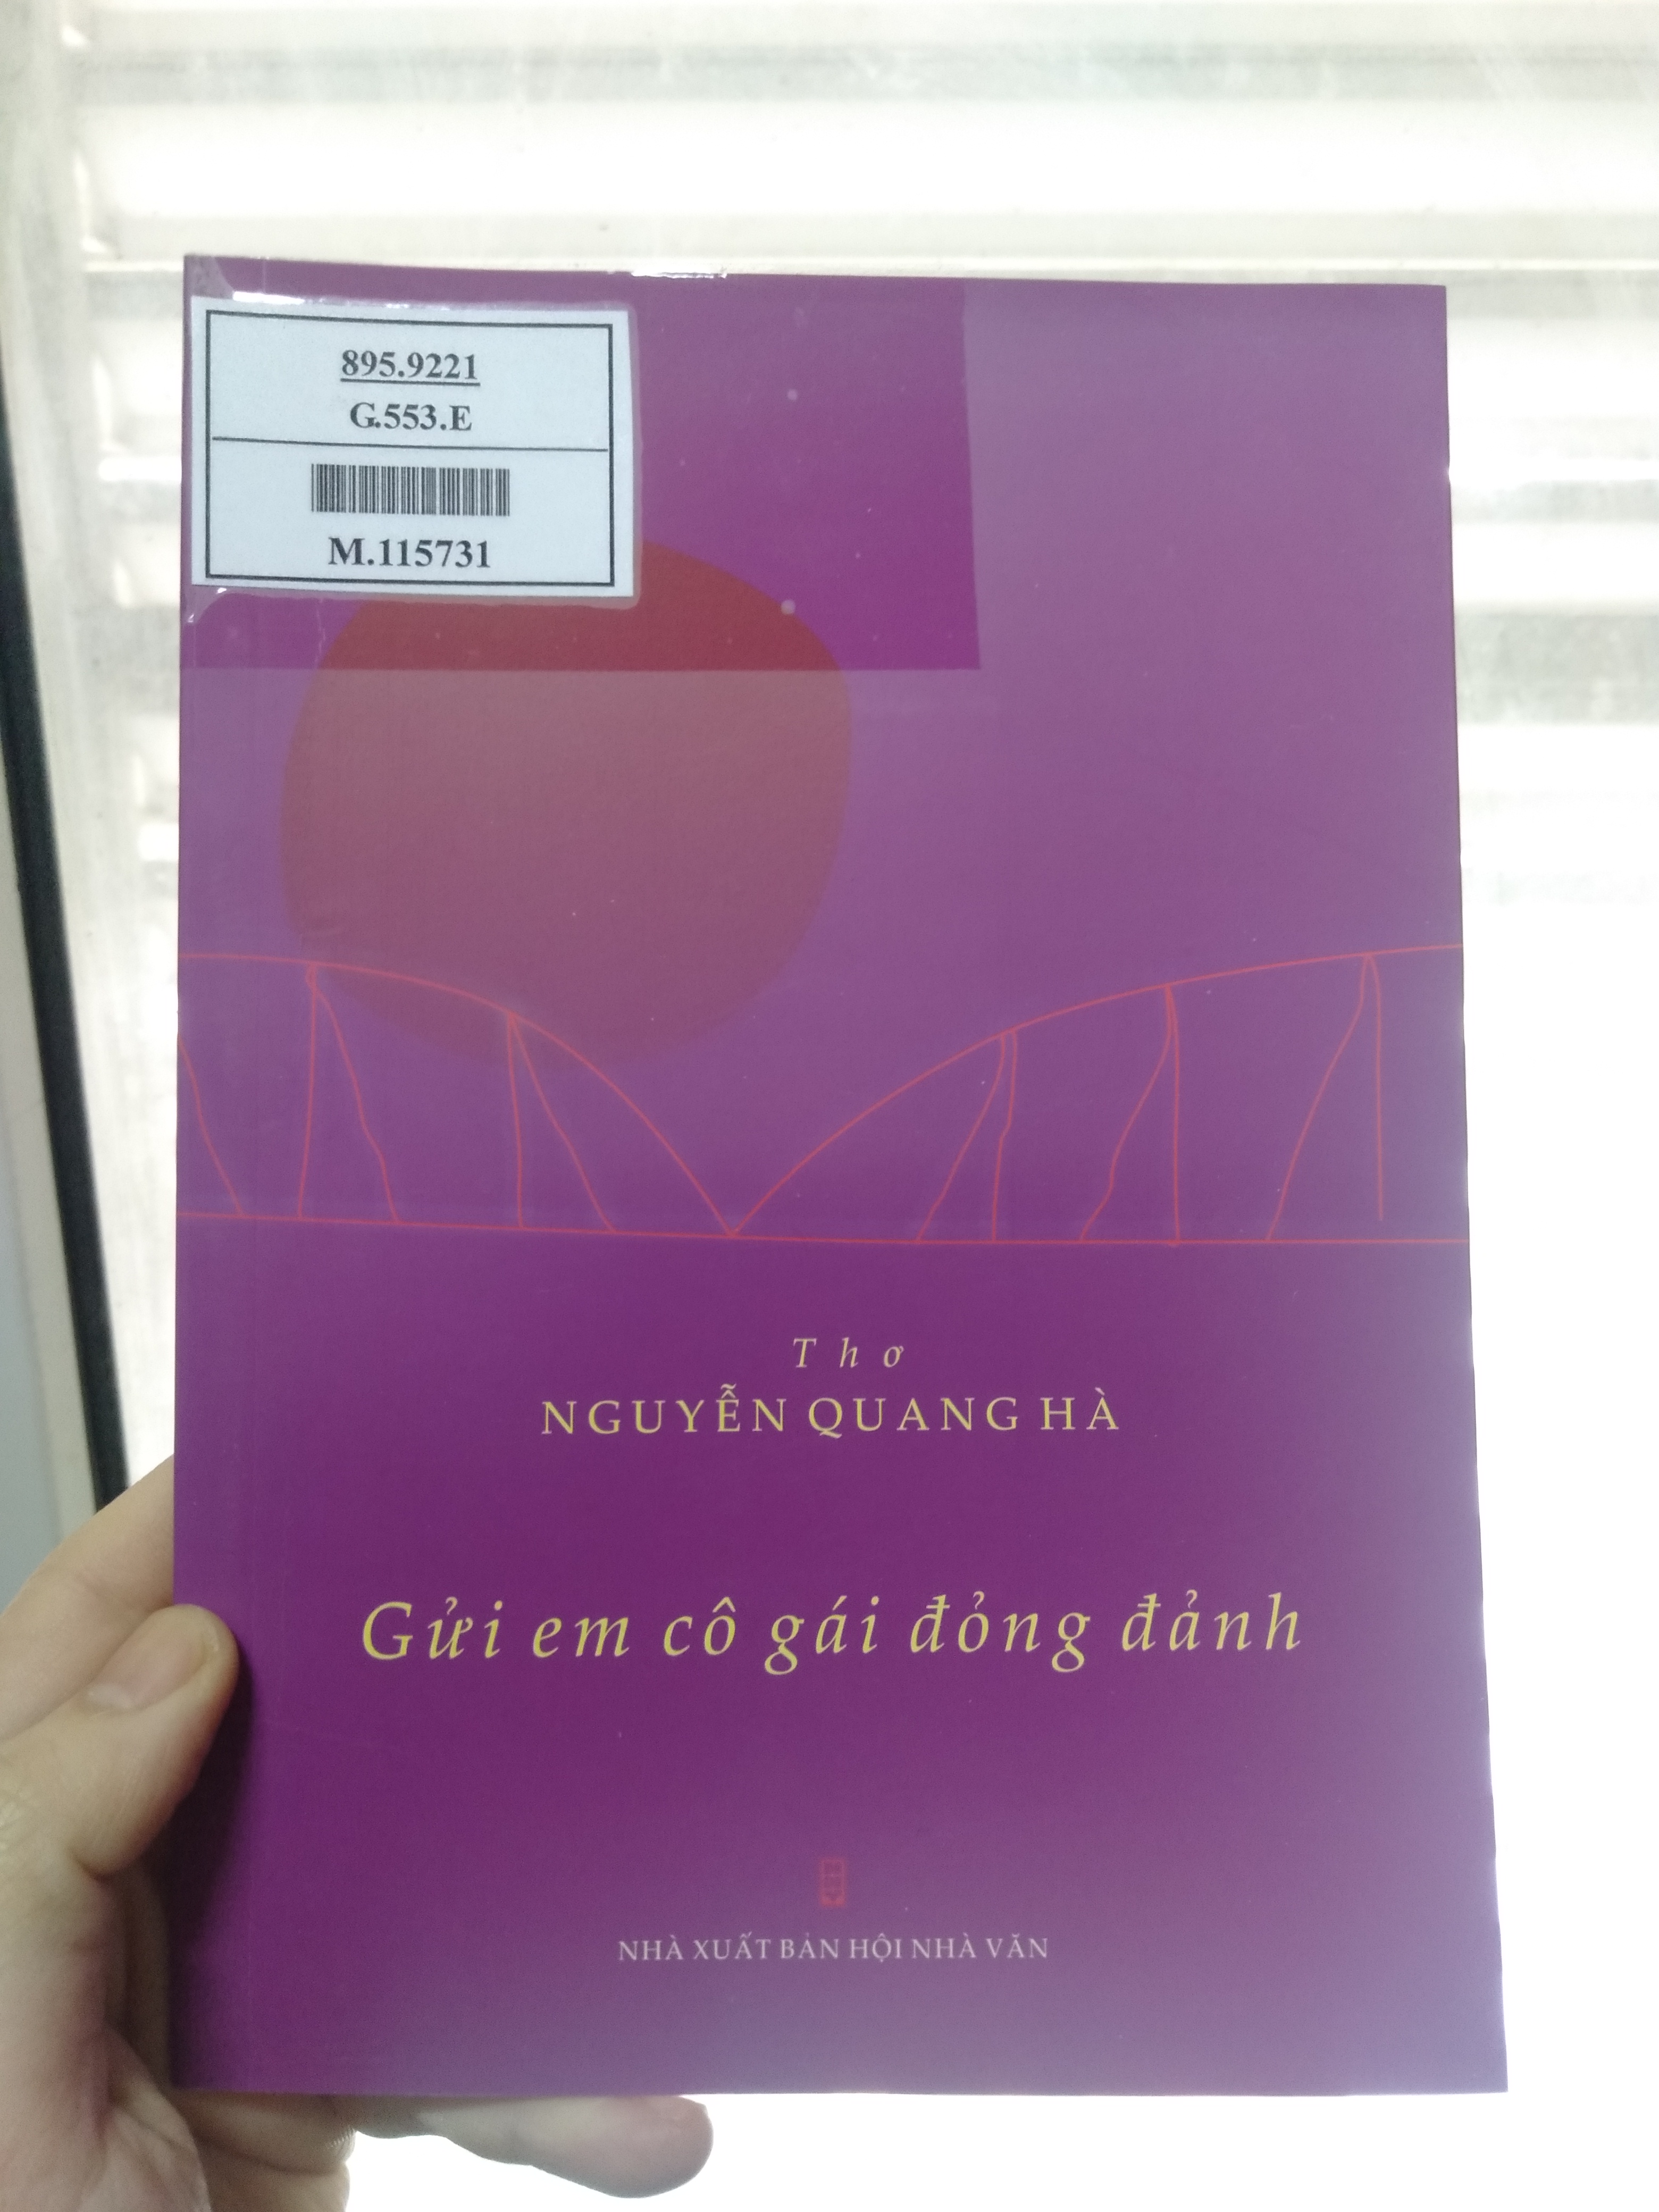 895.9221
G.553.E
M.115731
Thơ
NGUYỄN QUANG HÀ
Gửi em cô gái đỏng đảnh
NHÀ XUẤT BẢN HỘI NHÀ VĂN